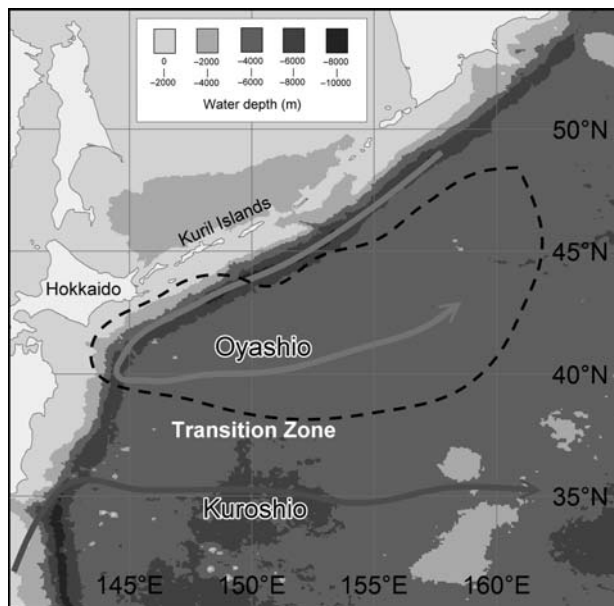 0 −2000 −4000 −6000 −8000
−2000 −4000 −6000 −8000 −10000
Water depth (m)
50°N
Kuril Islands
45°N
Hokkaido
Oyashio
40°N
Transition Zone
35°N
Kuroshio
145°E 150°E 155°E 160°E